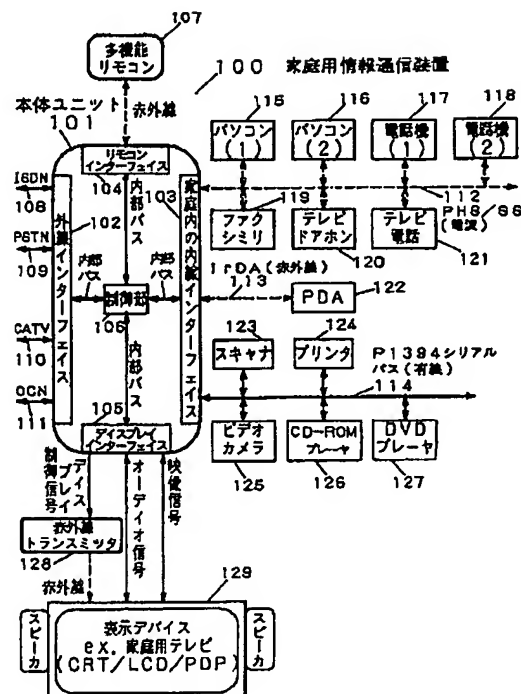 107
多機能
リモコン
100 家庭用情報通信装置
本体ユニット
101
赤外線
リモコン
インターフェイス
104
内部バス
外線インターフェイス
102
家庭内の内線インターフェイス
103
ISDN
108
PSTN
109
CATV
110
OCN
111
内部
バス
制御部
106
内部
バス
内部バス
105
ディスプレイ
インターフェイス
115
パソコン
(1)
116
パソコン
(2)
117
電話機
(1)
118
電話機
(2)
112
PHS/SS
(電波)
119
ファク
シミリ
120
テレビ
ドアホン
121
テレビ
電話
IrDA(赤外線)
113
122
PDA
123
スキャナ
124
プリンタ
P1394シリアル
バス(有線)
114
ビデオ
カメラ
125
CD-ROM
プレーヤ
126
DVD
プレーヤ
127
ディスプレイ
制御信号
オーディオ信号
映像信号
赤外線
トランスミッタ
128
赤外線
129
スピーカ
表示デバイス
ex. 家庭用テレビ
(CRT/LCD/PDP)
スピーカ